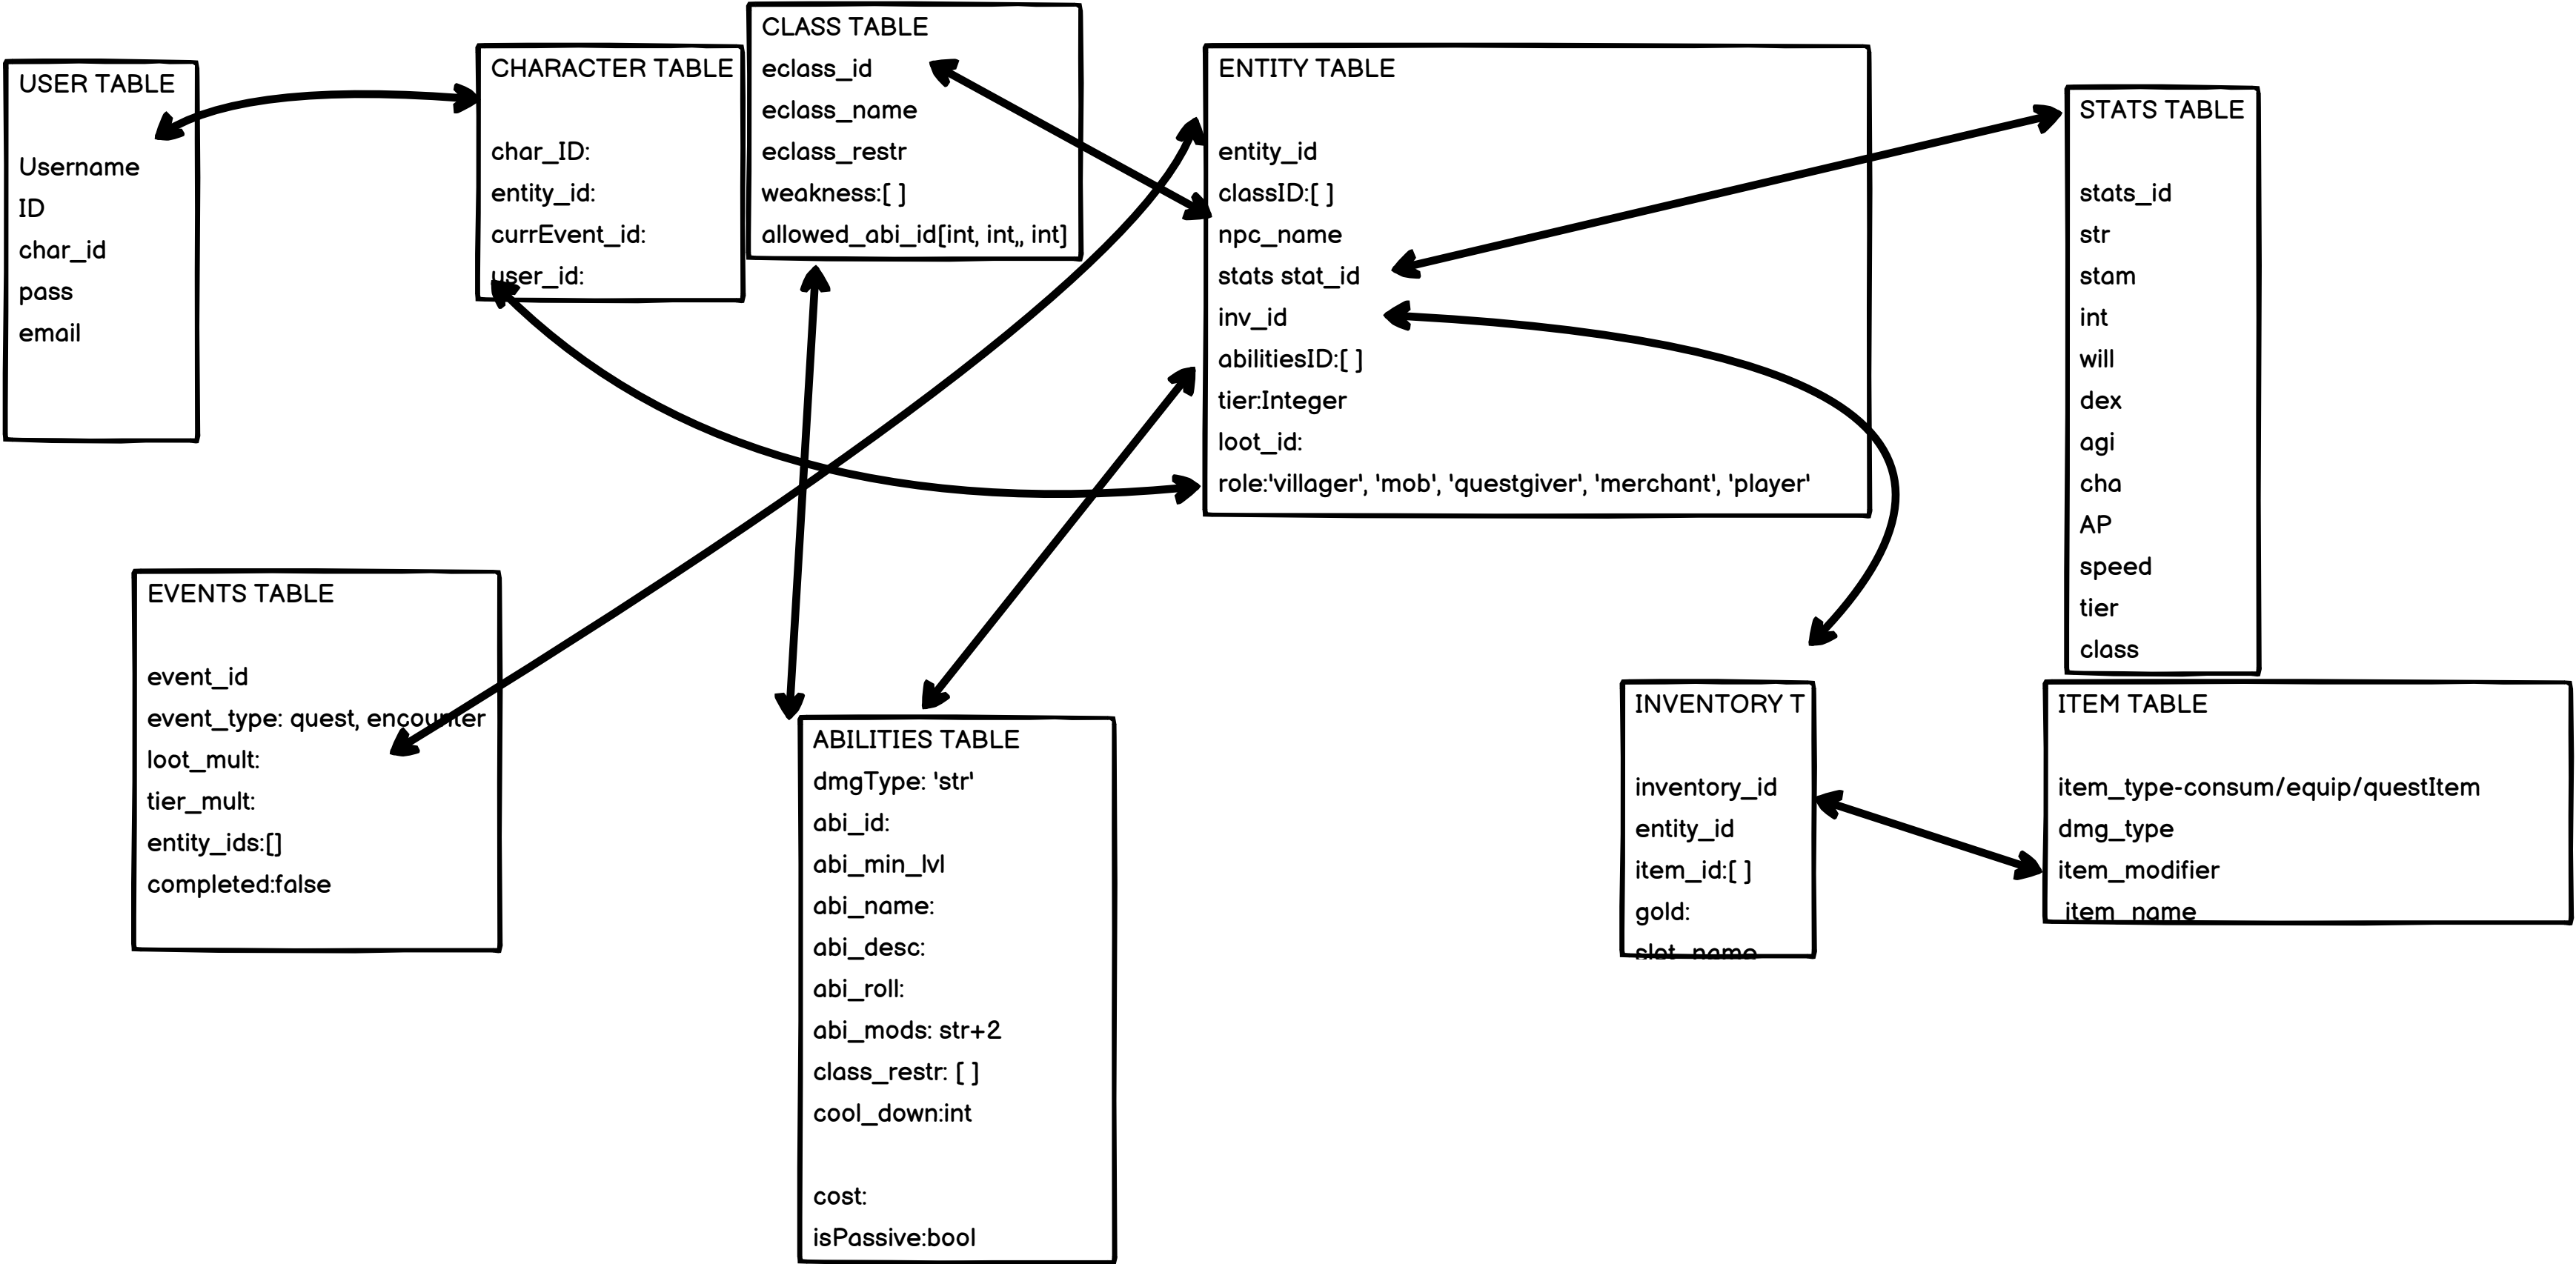 USER TABLE
Username
ID
char_id
pass
email
CHARACTER TABLE
char_ID:
entity_id:
currEvent_id:
user_id:
CLASS TABLE
eclass_id
eclass_name
eclass_restr
weakness:[ ]
allowed_abi_id[int, int,, int]
ENTITY TABLE
entity_id
classID:[ ]
npc_name
stats stat_id
inv_id
abilitiesID:[ ]
tier:Integer
loot_id:
role:'villager', 'mob', 'questgiver', 'merchant', 'player'
STATS TABLE
stats_id
str
stam
int
will
dex
agi
cha
AP
speed
tier
class
EVENTS TABLE
event_id
event_type: quest, encounter
loot_mult:
tier_mult:
entity_ids:[]
completed:false
ABILITIES TABLE
dmgType: 'str'
abi_id:
abi_min_lvl
abi_name:
abi_desc:
abi_roll:
abi_mods: str+2
class_restr: [ ]
cool_down:int
cost:
isPassive:bool
INVENTORY T
inventory_id
entity_id
item_id:[ ]
gold:
slot_name
ITEM TABLE
item_type-consum/equip/questItem
dmg_type
item_modifier
item_name